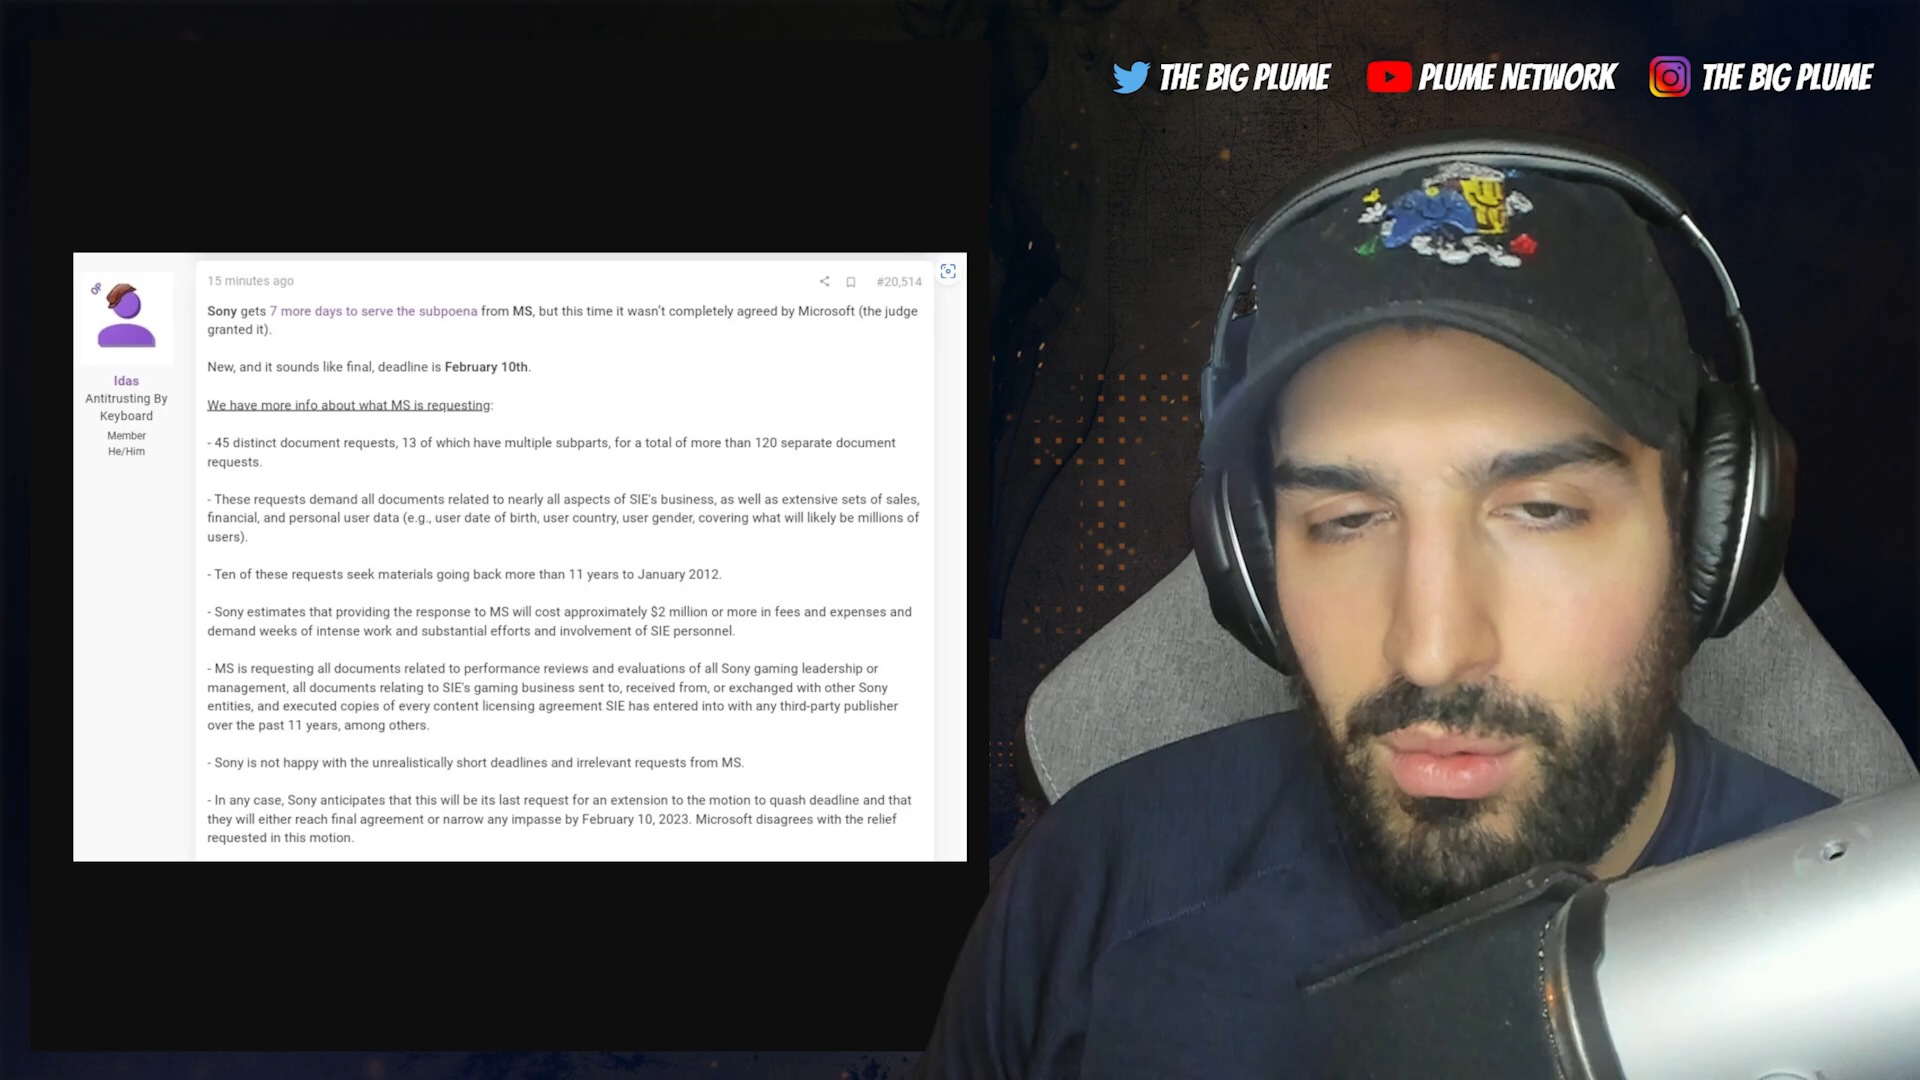 THE BIG PLUME PLUME NETWORK THE BIG PLUME
15 minutes ago
#20,514
OP
Idas
Antitrusting By
Keyboard
Member
He/Him
Sony gets 7 more days to serve the subpoena from MS, but this time it wasn't completely agreed by Microsoft (the judge
granted it).
New, and it sounds like final, deadline is February 10th.
We have more info about what MS is requesting:
- 45 distinct document requests, 13 of which have multiple subparts, for a total of more than 120 separate document
requests.
- These requests demand all documents related to nearly all aspects of SIE's business, as well as extensive sets of sales,
financial, and personal user data (e.g., user date of birth, user country, user gender, covering what will likely be millions of
users).
- Ten of these requests seek materials going back more than 11 years to January 2012.
- Sony estimates that providing the response to MS will cost approximately $2 million or more in fees and expenses and
demand weeks of intense work and substantial efforts and involvement of SIE personnel.
- MS is requesting all documents related to performance reviews and evaluations of all Sony gaming leadership or
management, all documents relating to SIE's gaming business sent to, received from, or exchanged with other Sony
entities, and executed copies of every content licensing agreement SIE has entered into with any third-party publisher
over the past 11 years, among others.
- Sony is not happy with the unrealistically short deadlines and irrelevant requests from MS.
- In any case, Sony anticipates that this will be its last request for an extension to the motion to quash deadline and that
they will either reach final agreement or narrow any impasse by February 10, 2023. Microsoft disagrees with the relief
requested in this motion.